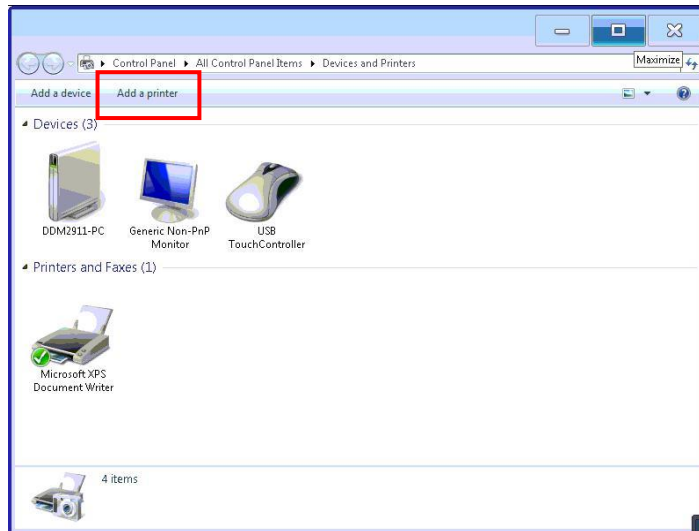 Control Panel All Control Panel Items Devices and Printers
Maximize
Add a device Add a printer
Devices (3)
DDM2911-PC
Generic Non-PnP
Monitor
USB
TouchController
Printers and Faxes (1)
Microsoft XPS
Document Writer
4 items